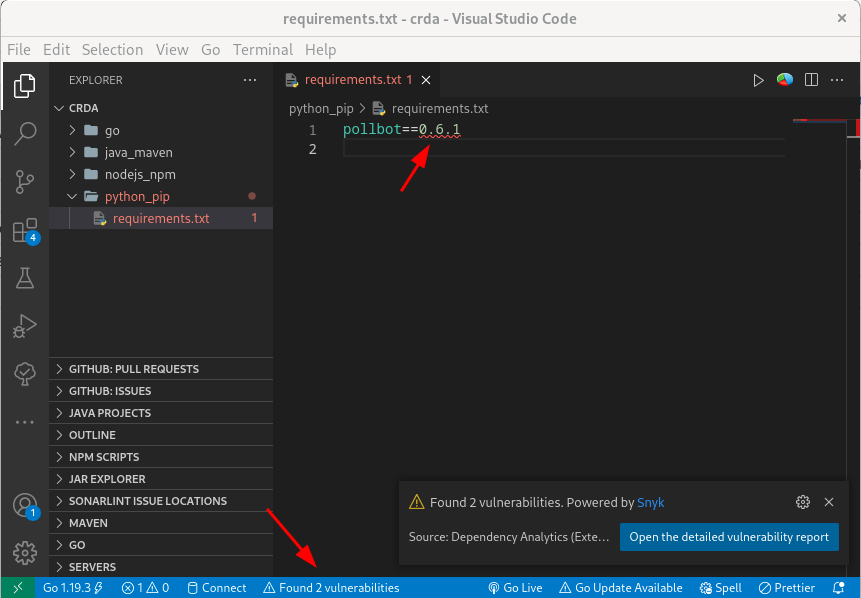 requirements.txt - crda - Visual Studio Code
File Edit Selection View Go Terminal Help
EXPLORER
CRDA
go
java_maven
nodejs_npm
python_pip
requirements.txt 1
GITHUB: PULL REQUESTS
GITHUB: ISSUES
JAVA PROJECTS
OUTLINE
NPM SCRIPTS
JAR EXPLORER
SONARLINT ISSUE LOCATIONS
MAVEN
GO
SERVERS
4
1
requirements.txt 1
python_pip > requirements.txt
1 pollbot==0.6.1
2
Found 2 vulnerabilities. Powered by Snyk
Source: Dependency Analytics (Exte...
Open the detailed vulnerability report
Go 1.19.3 1 0 Connect Found 2 vulnerabilities Go Live Go Update Available Spell Prettier